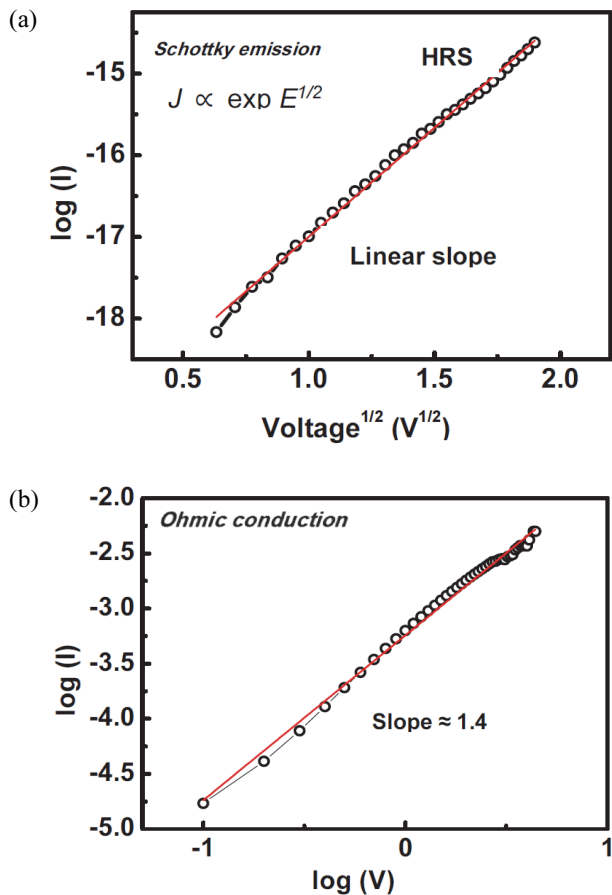 (a)
Schottky emission
HRS
J ∝ exp E^{1/2}
-15
-16
-17
-18
log (I)
Linear slope
0.5 1.0 1.5 2.0
Voltage^{1/2} (V^{1/2})
(b)
-2.0
Ohmic conduction
-2.5
-3.0
-3.5
-4.0
-4.5
-5.0
log (I)
Slope ≈ 1.4
-1 0 1
log (V)